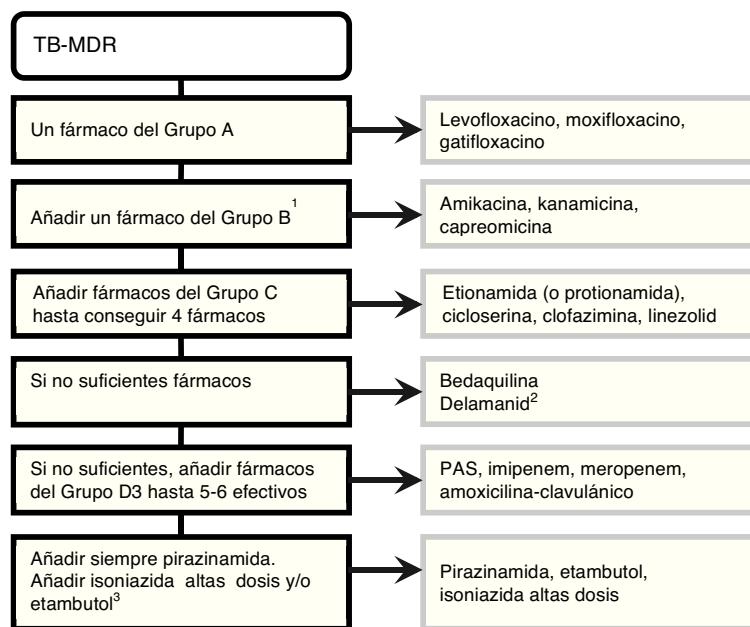 TB-MDR
Un fármaco del Grupo A
Levofloxacino, moxifloxacino,
gatifloxacino
Añadir un fármaco del Grupo B¹
Amikacina, kanamicina,
capreomicina
Añadir fármacos del Grupo C
hasta conseguir 4 fármacos
Etionamida (o protionamida),
cicloserina, clofazimina, linezolid
Si no suficientes fármacos
Bedaquilina
Delamanid²
Si no suficientes, añadir fármacos
del Grupo D3 hasta 5-6 efectivos
PAS, imipenem, meropenem,
amoxicilina-clavulánico
Añadir siempre pirazinamida.
Añadir isoniazida altas dosis y/o
etambutol³
Pirazinamida, etambutol,
isoniazida altas dosis